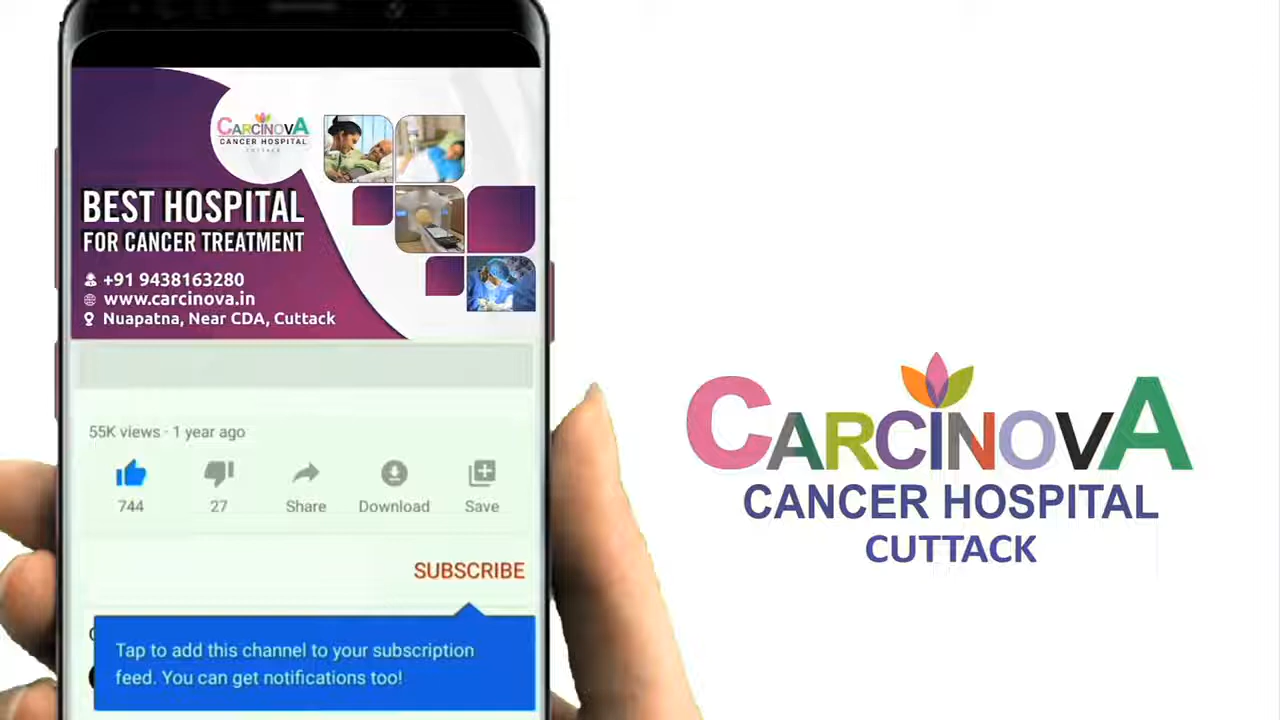 CARCINOVA
CANCER HOSPITAL
CUTTACK
BEST HOSPITAL
FOR CANCER TREATMENT
+91 9438163280
www.carcinova.in
Nuapatna, Near CDA, Cuttack
55K views · 1 year ago
744
27
Share
Download
Save
SUBSCRIBE
Tap to add this channel to your subscription
feed. You can get notifications too!
CARCINOVA
CANCER HOSPITAL
CUTTACK